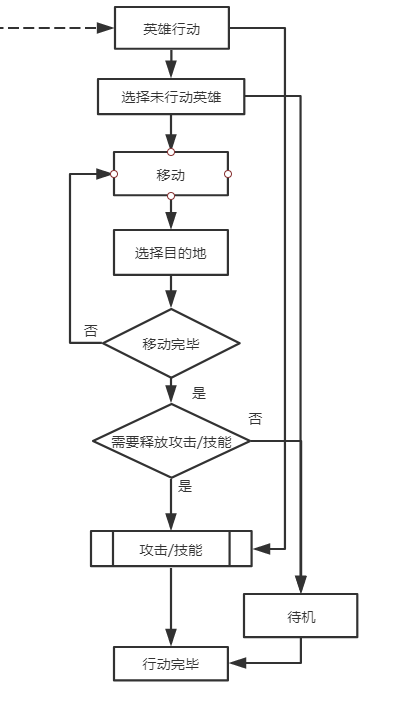 英雄行动
选择未行动英雄
移动
选择目的地
否
移动完毕
是
否
需要释放攻击/技能
是
攻击/技能
待机
行动完毕